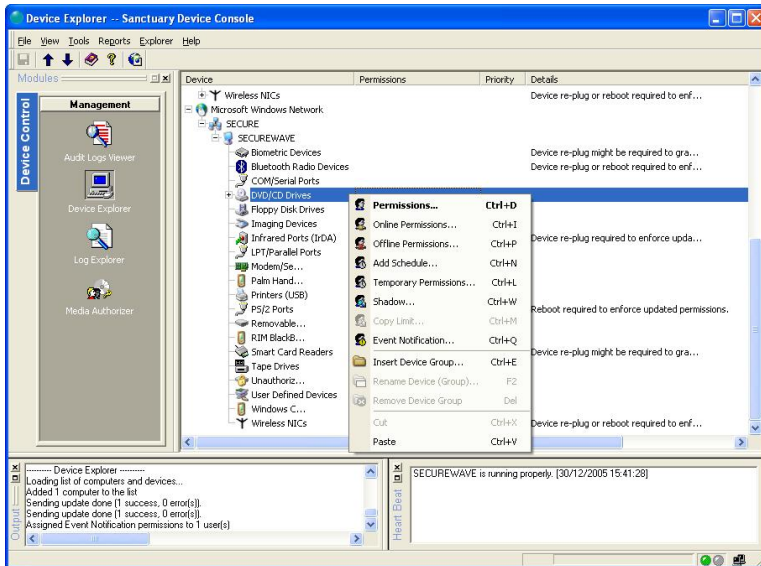 Device Explorer -- Sanctuary Device Console
File View Tools Reports Explorer Help
Modules
Device Control
Management
Audit Logs Viewer
Device Explorer
Log Explorer
Media Authorizer
Device Permissions Priority Details
Wireless NICs Device re-plug or reboot required to enf...
Microsoft Windows Network
SECURE
SECUREWAVE
Biometric Devices Device re-plug might be required to gra...
Bluetooth Radio Devices Device re-plug or reboot required to enf...
COM/Serial Ports
DVD/CD Drives
Floppy Disk Drives
Imaging Devices
Infrared Ports (IrDA) Device re-plug required to enforce upda...
LPT/Parallel Ports
Modem/Se...
Palm Hand...
Printers (USB)
PS/2 Ports Reboot required to enforce updated permissions.
Removable...
RIM BlackB...
Smart Card Readers Device re-plug might be required to gra...
Tape Drives
Unauthoriz...
User Defined Devices
Windows C...
Wireless NICs Device re-plug or reboot required to enf...
Permissions... Ctrl+D
Online Permissions... Ctrl+I
Offline Permissions... Ctrl+P
Add Schedule... Ctrl+N
Temporary Permissions... Ctrl+L
Shadow... Ctrl+W
Copy Limit... Ctrl+M
Event Notification... Ctrl+Q
Insert Device Group... Ctrl+E
Rename Device (Group)... F2
Remove Device Group Del
Cut Ctrl+X
Paste Ctrl+V
Output
---------- Device Explorer ----------
Loading list of computers and devices...
Added 1 computer to the list
Sending update done (1 success, 0 error(s)).
Sending update done (1 success, 0 error(s)).
Assigned Event Notification permissions to 1 user(s)
Heart Beat
SECUREWAVE is running properly. [30/12/2005 15:41:28]